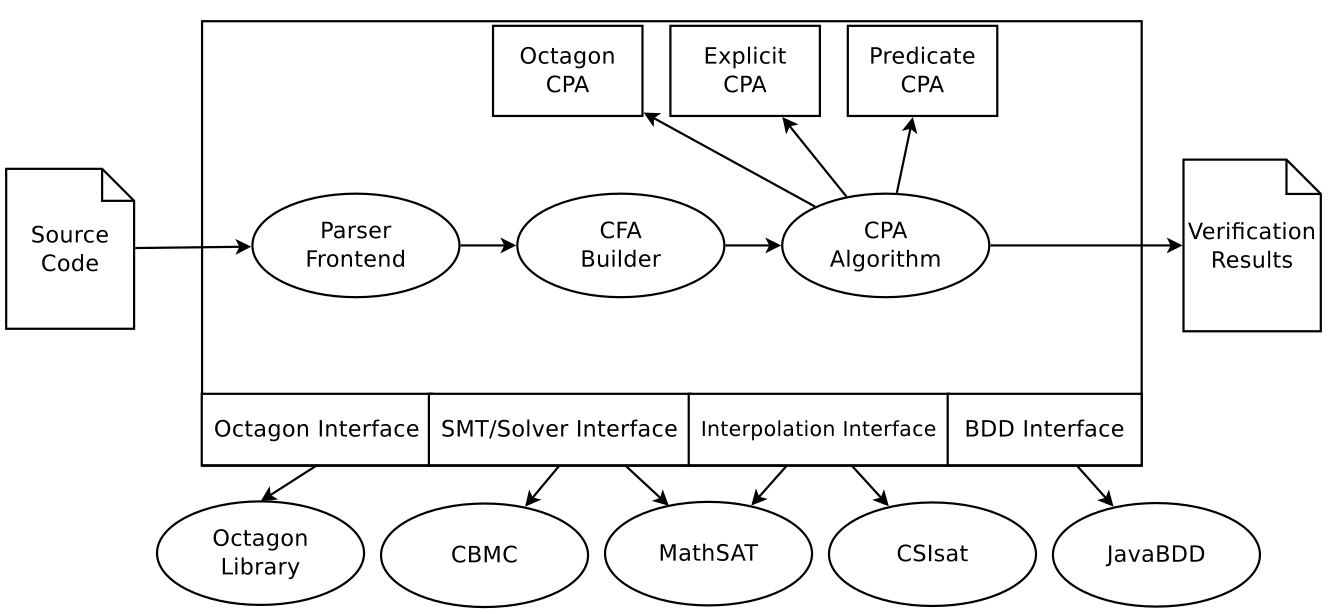 Octagon
CPA
Explicit
CPA
Predicate
CPA
Source
Code
Parser
Frontend
CFA
Builder
CPA
Algorithm
Verification
Results
Octagon Interface
SMT/Solver Interface
Interpolation Interface
BDD Interface
Octagon
Library
CBMC
MathSAT
CSIsat
JavaBDD